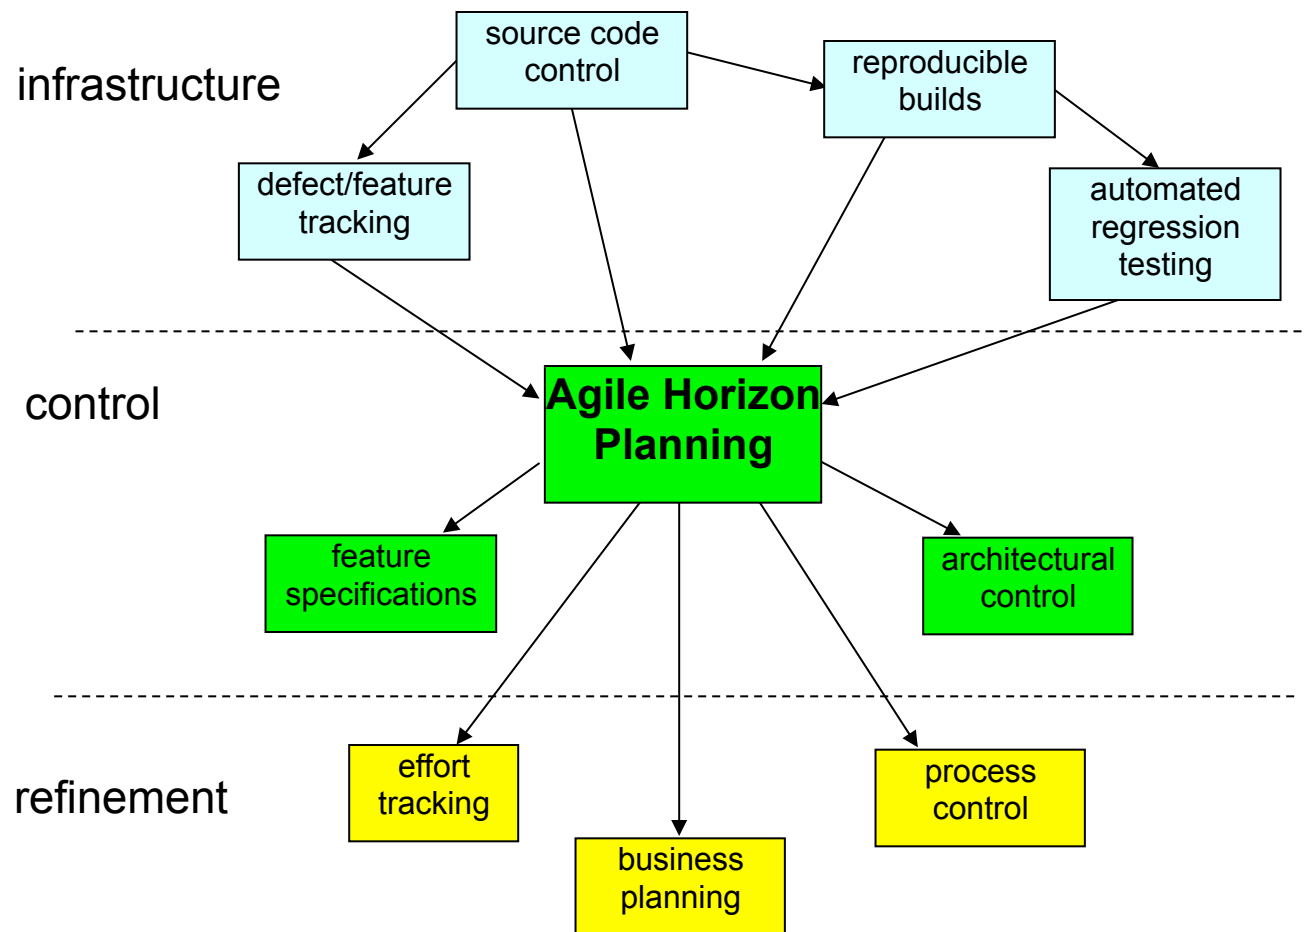 source code
control
reproducible
builds
infrastructure
defect/feature
tracking
automated
regression
testing
control
Agile Horizon
Planning
feature
specifications
architectural
control
refinement
effort
tracking
process
control
business
planning